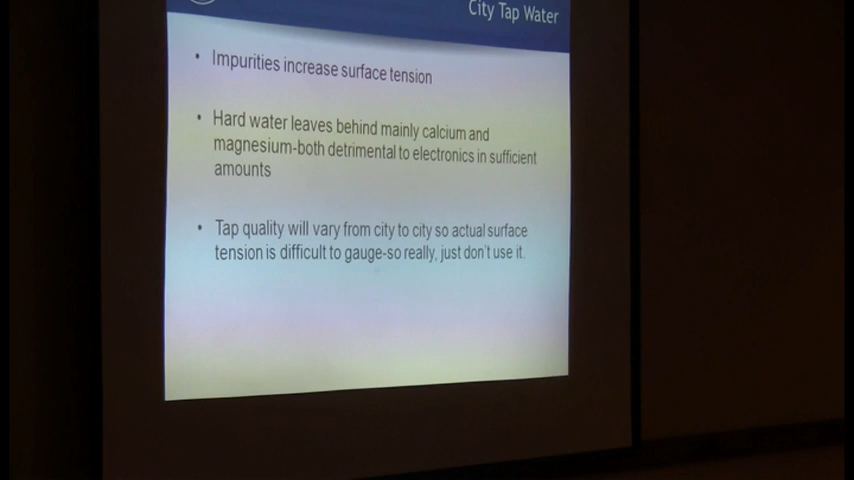 City Tap Water
• Impurities increase surface tension
• Hard water leaves behind mainly calcium and
magnesium-both detrimental to electronics in sufficient
amounts
• Tap quality will vary from city to city so actual surface
tension is difficult to gauge-so really, just don't use it.